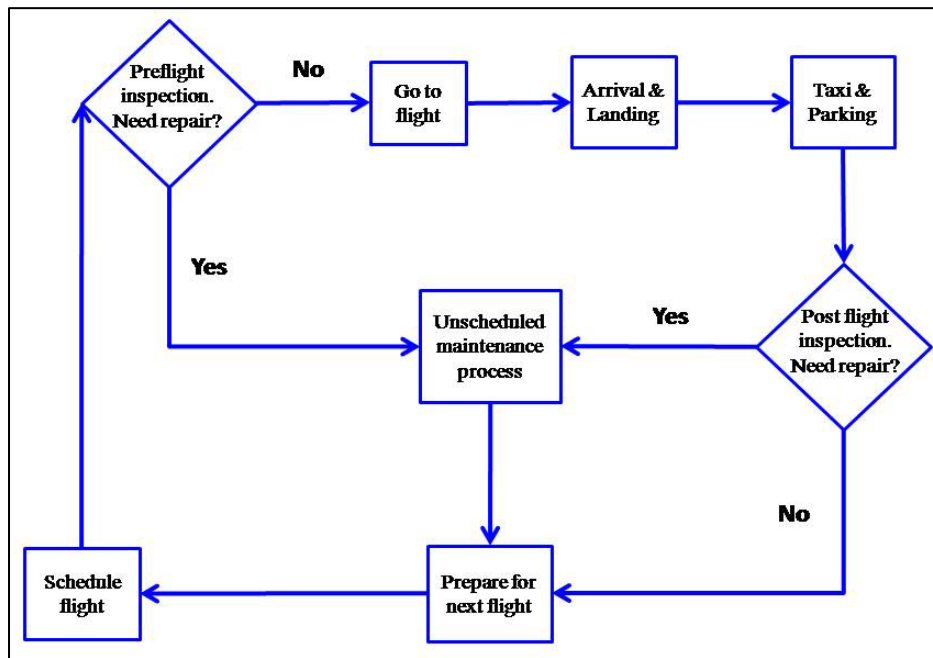 Preflight
inspection.
Need repair?
No
Go to
flight
Arrival &
Landing
Taxi &
Parking
Yes
Unscheduled
maintenance
process
Yes
Post flight
inspection.
Need repair?
No
Schedule
flight
Prepare for
next flight